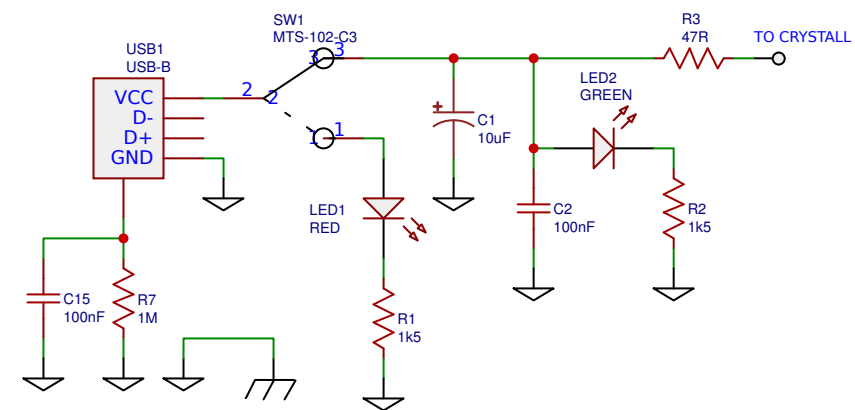 SW1
MTS-102-C3
R3
47R
TO CRYSTALL
USB1
USB-B
3
3
LED2
GREEN
VCC
D-
D+
GND
2
2
C1
10uF
1
1
LED1
RED
C2
100nF
R2
1k5
C15
100nF
R7
1M
R1
1k5